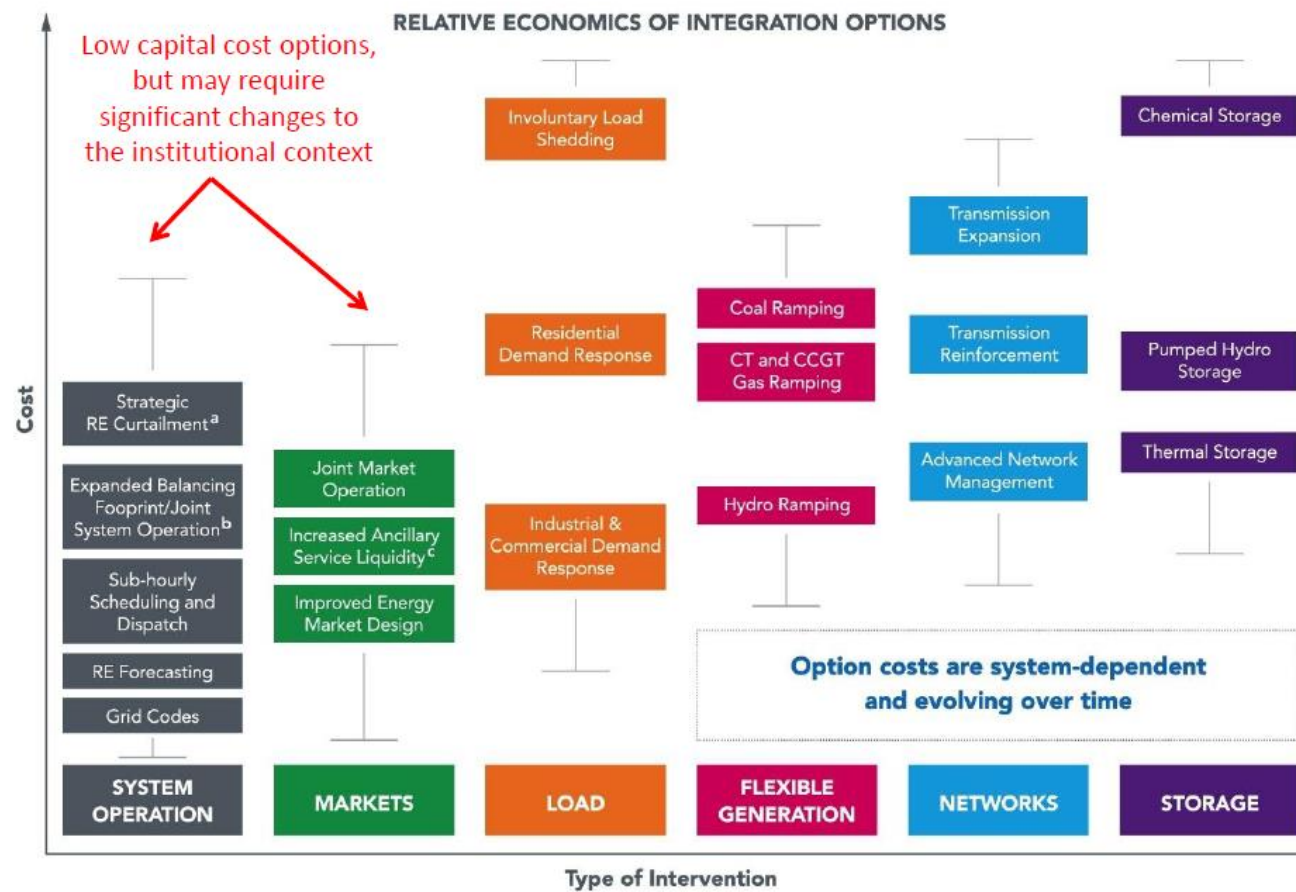 RELATIVE ECONOMICS OF INTEGRATION OPTIONS
Low capital cost options,
but may require
significant changes to
the institutional context
Cost
Strategic
RE Curtailment a
Expanded Balancing
Fooprint/Joint
System Operation b
Sub-hourly
Scheduling and
Dispatch
RE Forecasting
Grid Codes
SYSTEM
OPERATION
Joint Market
Operation
Increased Ancillary
Service Liquidity c
Improved Energy
Market Design
MARKETS
Involuntary Load
Shedding
Residential
Demand Response
Industrial &
Commercial Demand
Response
LOAD
Coal Ramping
CT and CCGT
Gas Ramping
Hydro Ramping
FLEXIBLE
GENERATION
Transmission
Expansion
Transmission
Reinforcement
Advanced Network
Management
NETWORKS
Chemical Storage
Pumped Hydro
Storage
Thermal Storage
STORAGE
Option costs are system-dependent
and evolving over time
Type of Intervention